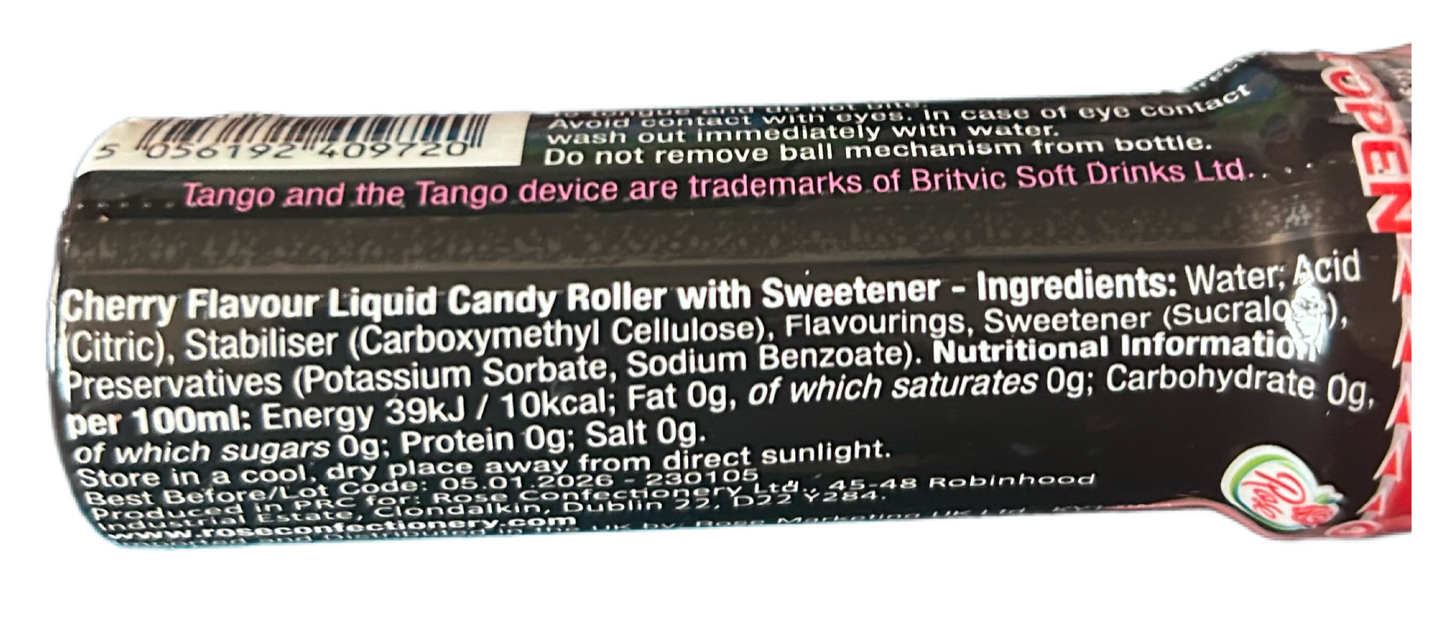 tongue and do not bite.
Avoid contact with eyes. In case of eye contact
wash out immediately with water.
Do not remove ball mechanism from bottle.
5 056192 409720
Tango and the Tango device are trademarks of Britvic Soft Drinks Ltd.
OPEN
Cherry Flavour Liquid Candy Roller with Sweetener - Ingredients: Water, Acid
(Citric), Stabiliser (Carboxymethyl Cellulose), Flavourings, Sweetener (Sucralose),
Preservatives (Potassium Sorbate, Sodium Benzoate). Nutritional Information
per 100ml: Energy 39kJ / 10kcal; Fat 0g, of which saturates 0g; Carbohydrate 0g,
of which sugars 0g; Protein 0g; Salt 0g.
Store in a cool, dry place away from direct sunlight.
Best Before/Lot Code: 05.01.2026 - 230105
Produced in PRC for: Rose Confectionery Ltd., 45-48 Robinhood
Industrial Estate, Clondalkin, Dublin 22, D22 Y284.
www.roseconfectionery.com
Rose